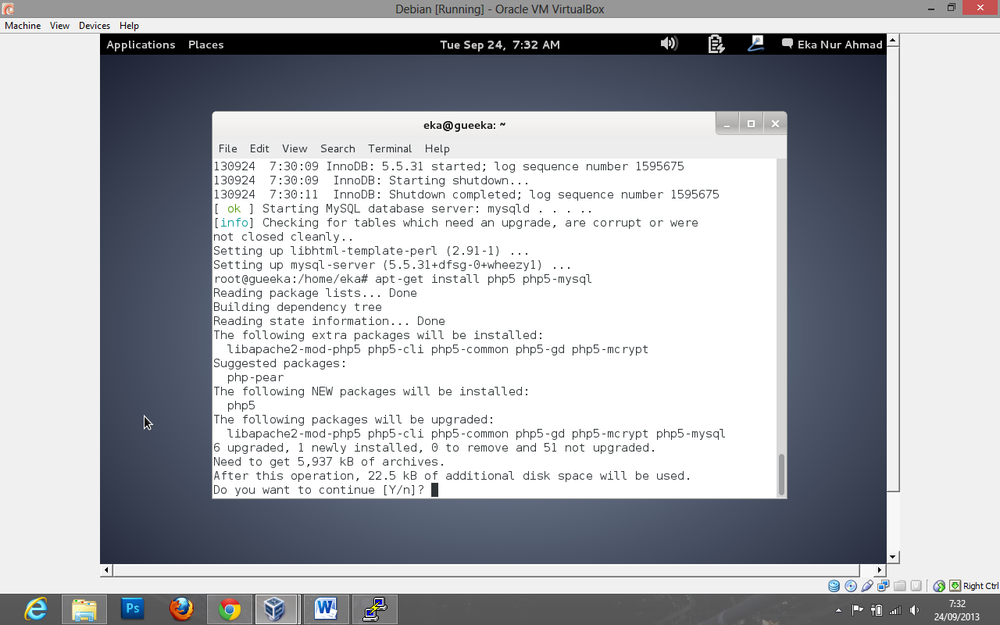 Debian [Running] - Oracle VM VirtualBox
Machine View Devices Help
Applications Places Tue Sep 24, 7:32 AM Eka Nur Ahmad
eka@gueeka: ~
File Edit View Search Terminal Help
130924  7:30:09 InnoDB: 5.5.31 started; log sequence number 1595675
130924  7:30:09  InnoDB: Starting shutdown...
130924  7:30:11  InnoDB: Shutdown completed; log sequence number 1595675
[ ok ] Starting MySQL database server: mysqld . . . ..
[info] Checking for tables which need an upgrade, are corrupt or were
not closed cleanly..
Setting up libhtml-template-perl (2.91-1) ...
Setting up mysql-server (5.5.31+dfsg-0+wheezy1) ...
root@gueeka:/home/eka# apt-get install php5 php5-mysql
Reading package lists... Done
Building dependency tree
Reading state information... Done
The following extra packages will be installed:
  libapache2-mod-php5 php5-cli php5-common php5-gd php5-mcrypt
Suggested packages:
  php-pear
The following NEW packages will be installed:
  php5
The following packages will be upgraded:
  libapache2-mod-php5 php5-cli php5-common php5-gd php5-mcrypt php5-mysql
6 upgraded, 1 newly installed, 0 to remove and 51 not upgraded.
Need to get 5,937 kB of archives.
After this operation, 22.5 kB of additional disk space will be used.
Do you want to continue [Y/n]?
Right Ctrl
Ps
W
7:32
24/09/2013